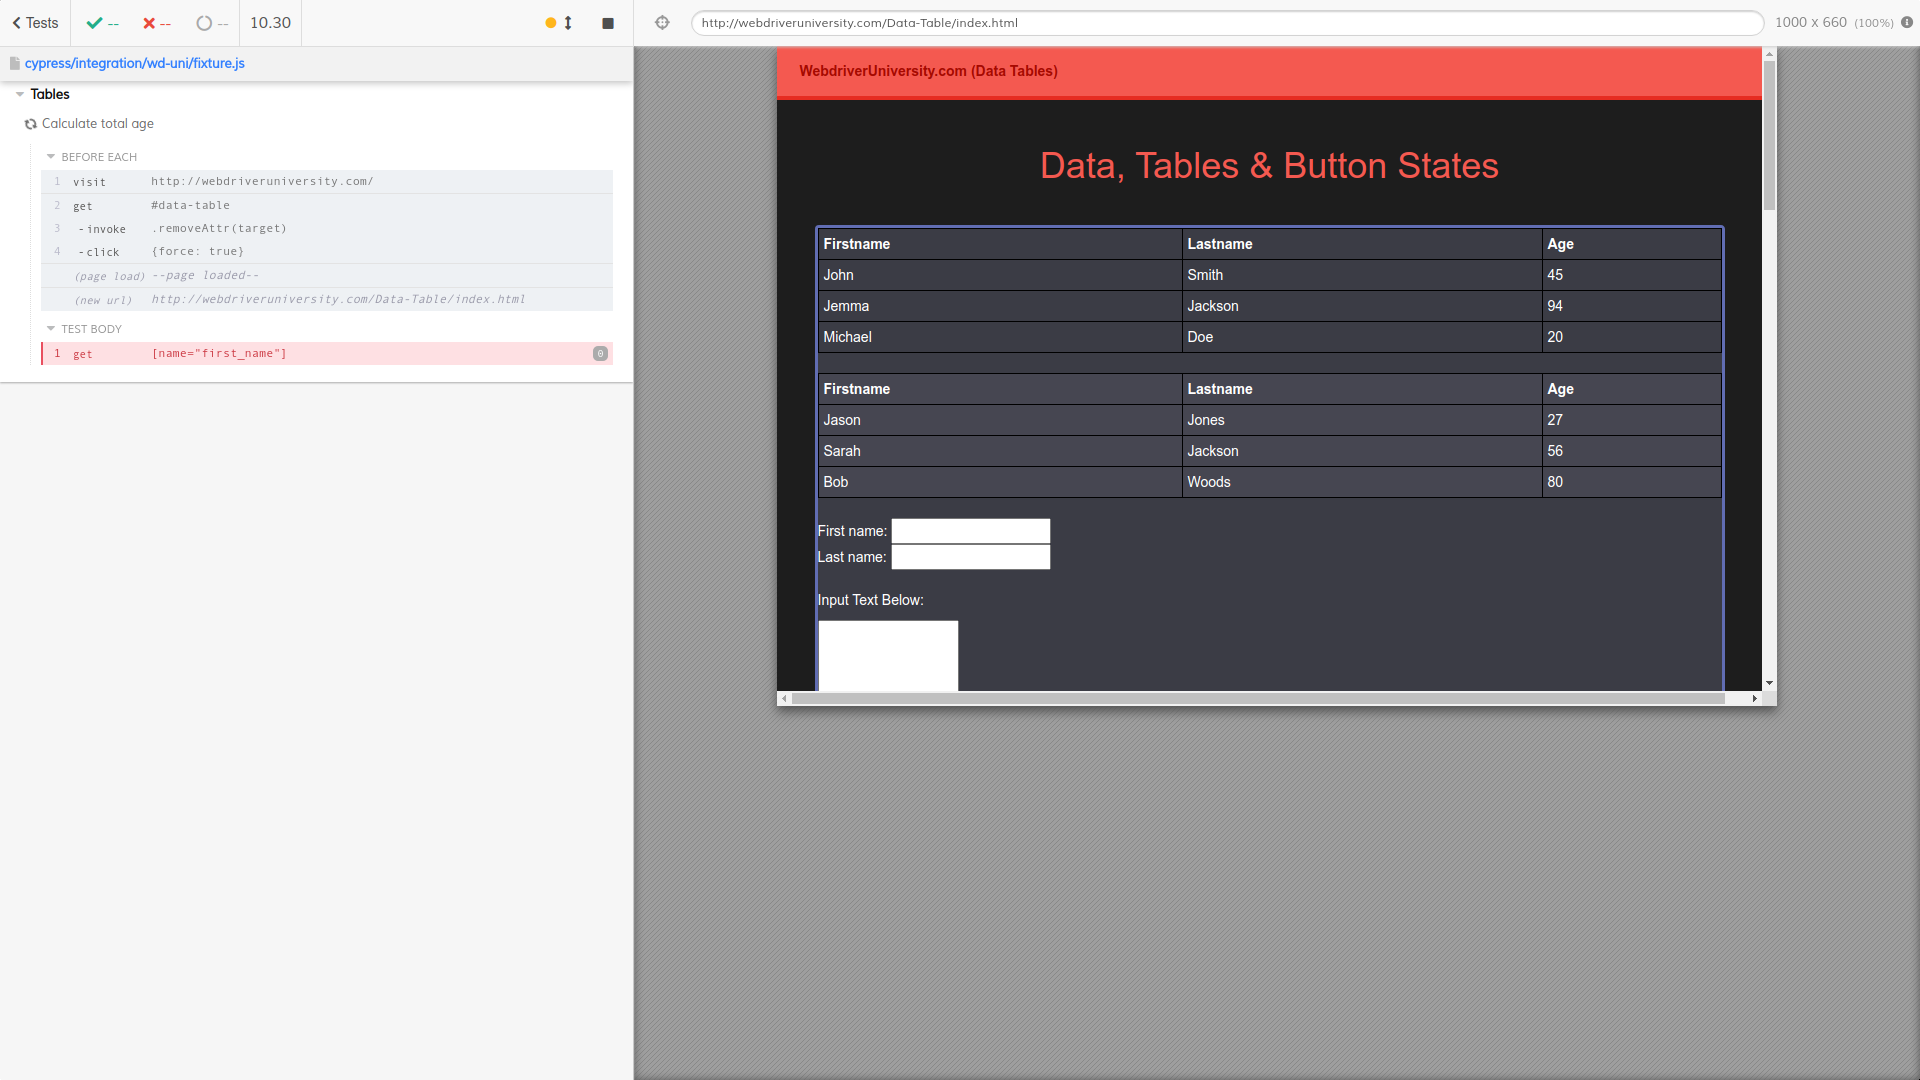 Tests -- -- -- 10.30
http://webdriveruniversity.com/Data-Table/index.html 1000 x 660 (100%)
cypress/integration/wd-uni/fixture.js
Tables
Calculate total age
BEFORE EACH
1 visit http://webdriveruniversity.com/
2 get #data-table
3 -invoke .removeAttr(target)
4 -click {force: true}
(page load) --page loaded--
(new url) http://webdriveruniversity.com/Data-Table/index.html
TEST BODY
1 get [name="first_name"] 0
WebdriverUniversity.com (Data Tables)
Data, Tables & Button States
Firstname Lastname Age
John Smith 45
Jemma Jackson 94
Michael Doe 20
Firstname Lastname Age
Jason Jones 27
Sarah Jackson 56
Bob Woods 80
First name:
Last name:
Input Text Below: